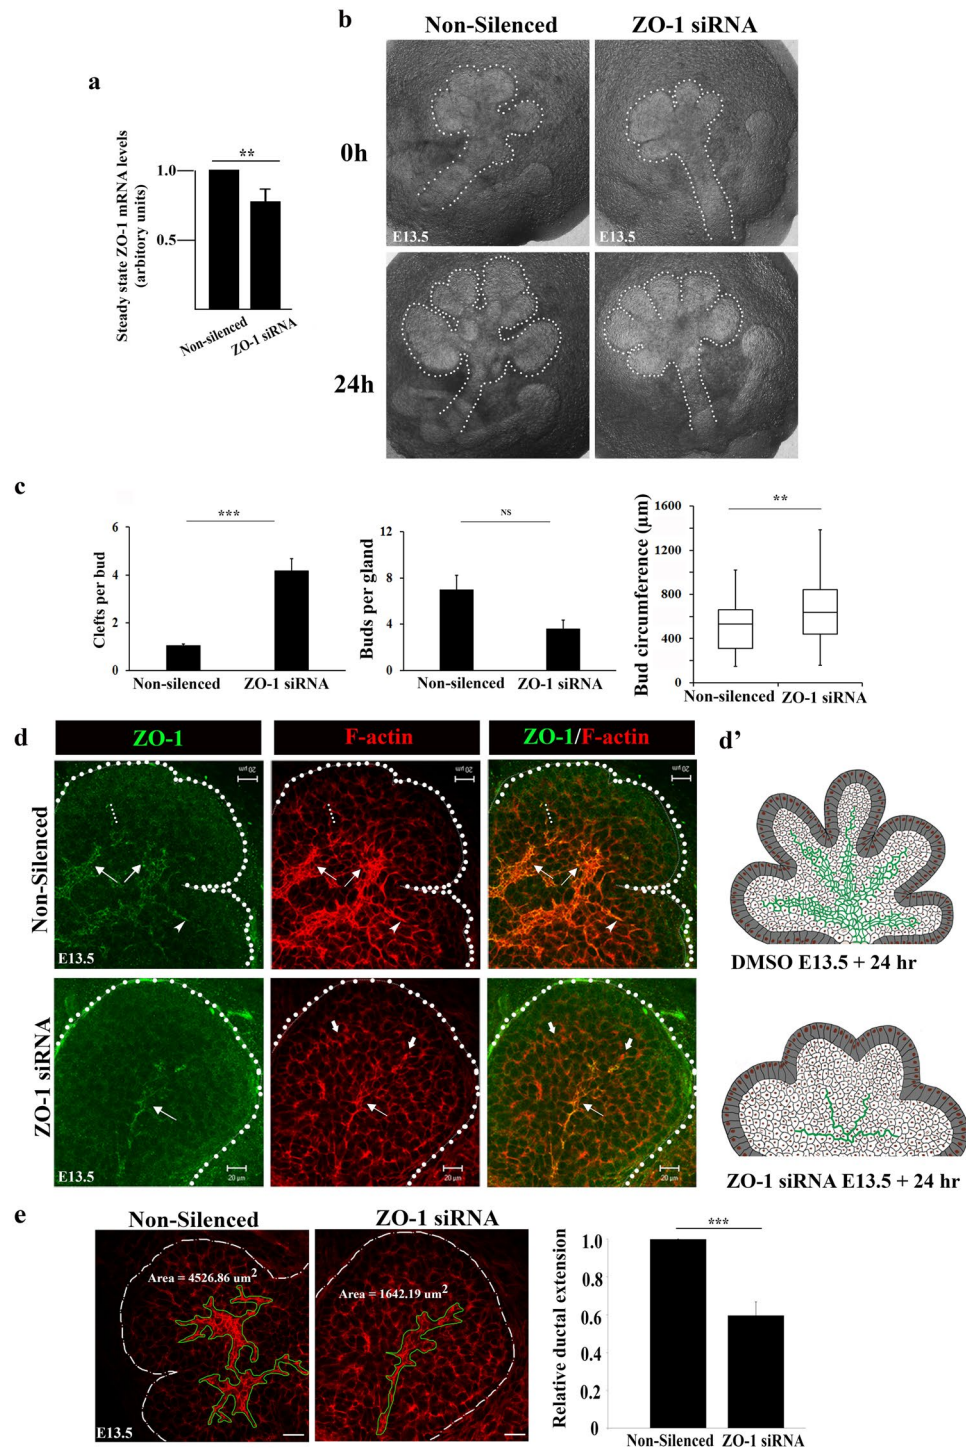 a
Steady state ZO-1 mRNA levels
(arbitory units)
**
1.0
0.5
Non-silenced
ZO-1 siRNA
b
Non-Silenced
ZO-1 siRNA
0h
E13.5
E13.5
24h
c
Clefts per bud
***
6
4
2
0
Non-silenced
ZO-1 siRNA
Buds per gland
NS
12
8
4
0
Non-silenced
ZO-1 siRNA
Bud circumference (µm)
**
1600
1200
800
400
0
Non-silenced
ZO-1 siRNA
d
ZO-1
F-actin
ZO-1/F-actin
Non-Silenced
20 µm
20 µm
20 µm
E13.5
ZO-1 siRNA
E13.5
20 µm
20 µm
20 µm
d’
DMSO E13.5 + 24 hr
ZO-1 siRNA E13.5 + 24 hr
e
Non-Silenced
ZO-1 siRNA
Area = 4526.86 um²
Area = 1642.19 um²
E13.5
Relative ductal extension
***
1.0
0.8
0.6
0.4
0.2
0
Non-Silenced
ZO-1 siRNA